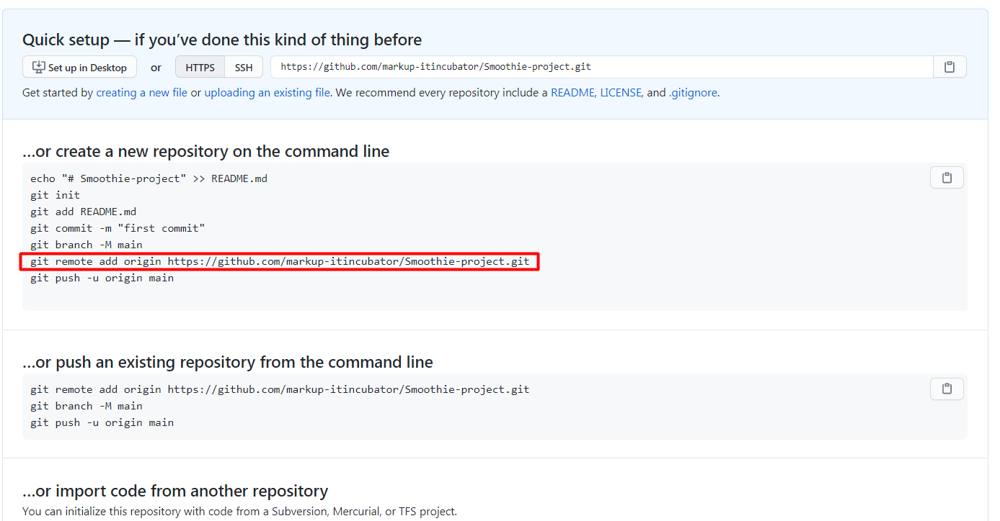 Quick setup — if you’ve done this kind of thing before
Set up in Desktop or HTTPS SSH https://github.com/markup-itincubator/Smoothie-project.git
Get started by creating a new file or uploading an existing file. We recommend every repository include a README, LICENSE, and .gitignore.
…or create a new repository on the command line
echo "# Smoothie-project" >> README.md
git init
git add README.md
git commit -m "first commit"
git branch -M main
git remote add origin https://github.com/markup-itincubator/Smoothie-project.git
git push -u origin main
…or push an existing repository from the command line
git remote add origin https://github.com/markup-itincubator/Smoothie-project.git
git branch -M main
git push -u origin main
…or import code from another repository
You can initialize this repository with code from a Subversion, Mercurial, or TFS project.